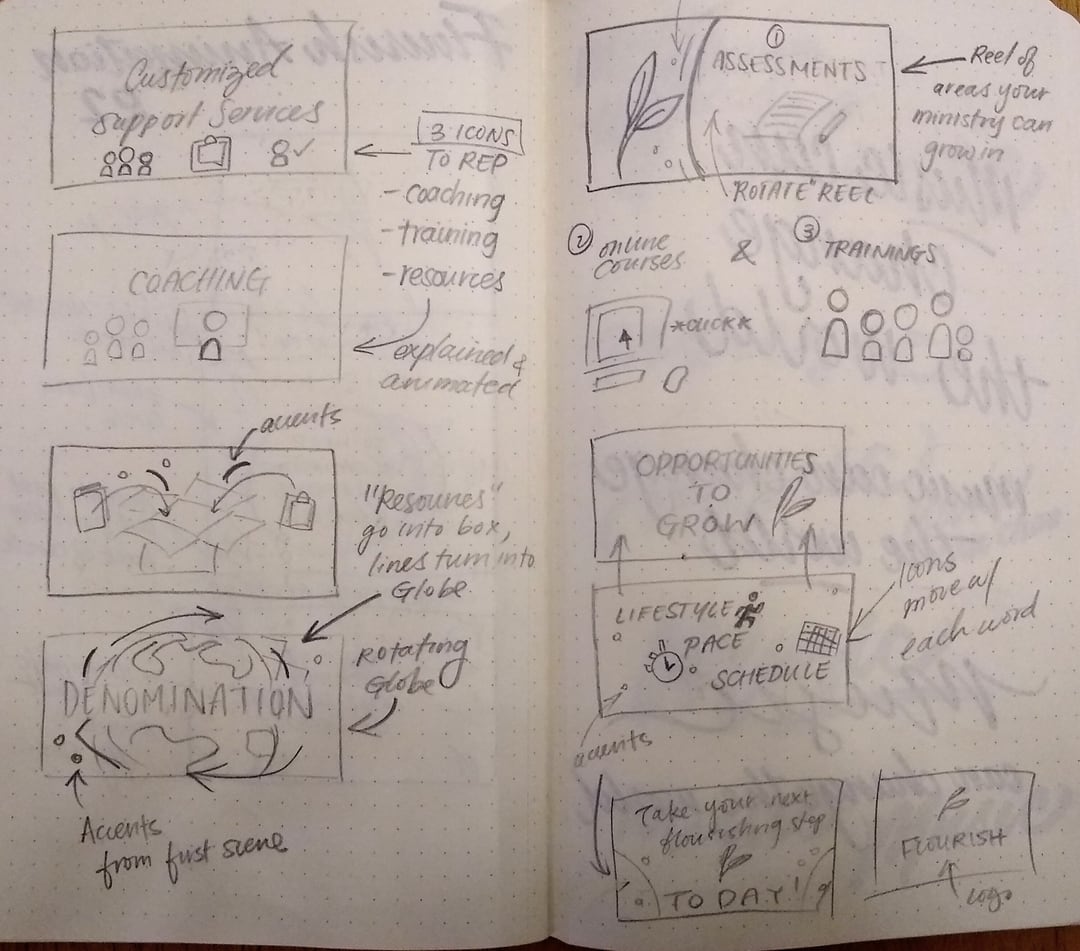 Customized
Support Services
3 ICONS
TO REP
- coaching
- training
- resources
COACHING
explained &
animated
accents
"Resources"
go into box,
lines turn into
Globe
DENOMINATION
Rotating
Globe
Accents
from first scene
①
ASSESSMENTS
Reel of
areas your
ministry can
grow in
"ROTATE" REEL
② online
courses
&
③ TRAININGS
*CLICK*
OPPORTUNITIES
TO
GROW
LIFESTYLE
PACE
SCHEDULE
Icons
move w/
each word
accents
Take your next
flourishing step
TODAY!
FLOURISH
Logo